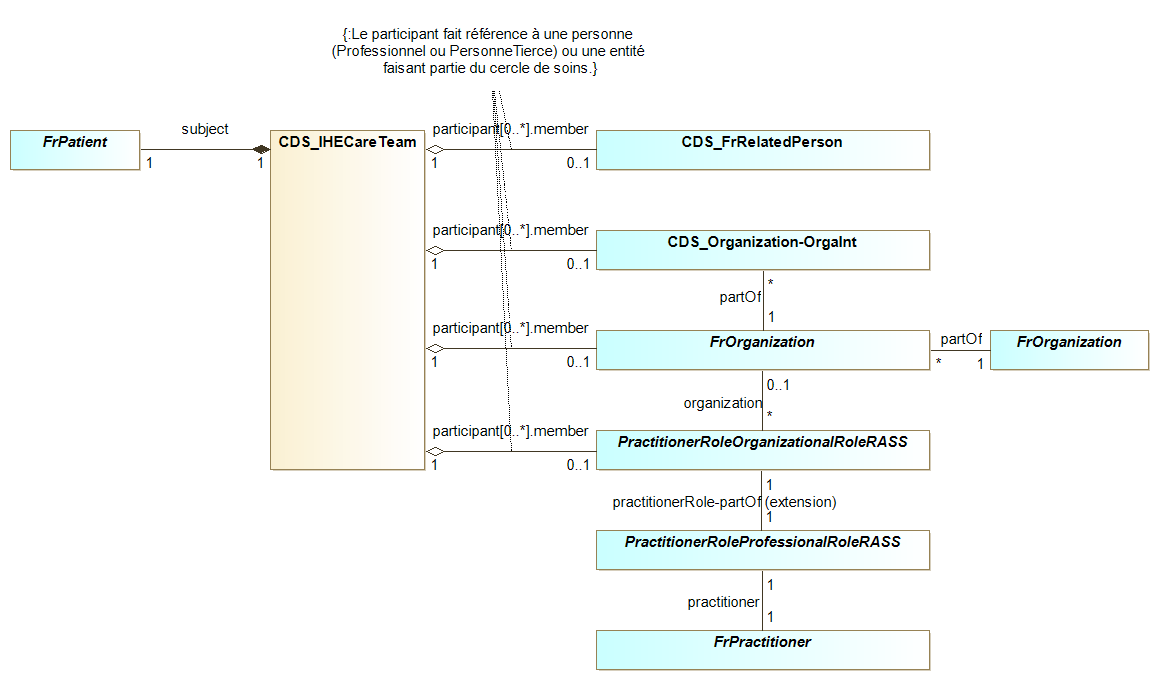 {:Le participant fait référence à une personne
(Professionnel ou PersonneTierce) ou une entité
faisant partie du cercle de soins.}
FrPatient
subject
1
1
CDS_IHECareTeam
participant[0..*].member
1
0..1
CDS_FrRelatedPerson
participant[0..*].member
1
0..1
CDS_Organization-OrgaInt
*
partOf
1
participant[0..*].member
1
0..1
FrOrganization
partOf
*
1
FrOrganization
0..1
organization
*
participant[0..*].member
1
0..1
PractitionerRoleOrganizationalRoleRASS
1
practitionerRole-partOf (extension)
1
PractitionerRoleProfessionalRoleRASS
1
practitioner
1
FrPractitioner